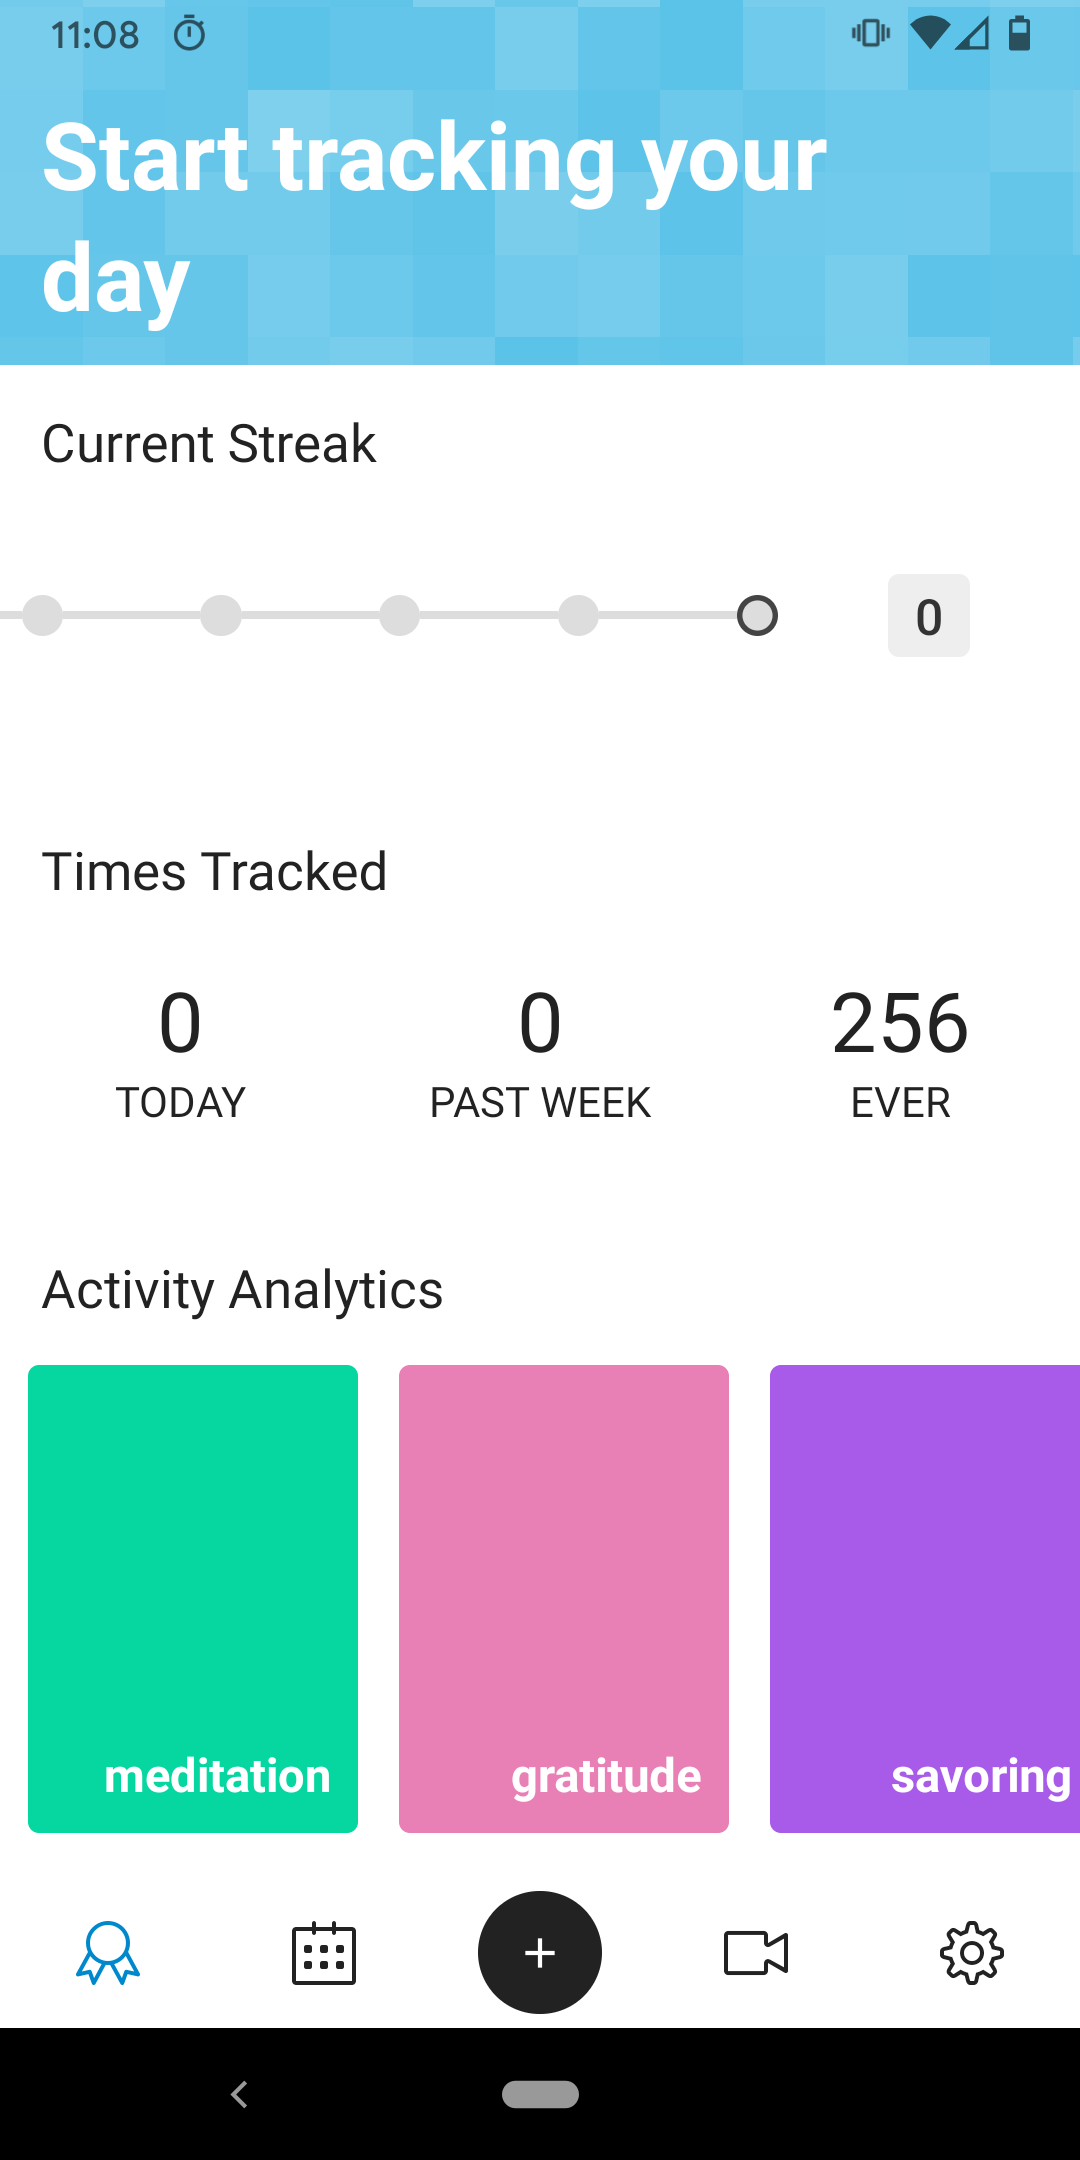 11:08
Start tracking your
day
Current Streak
0
Times Tracked
0 0 256
TODAY PAST WEEK EVER
Activity Analytics
meditation gratitude savoring